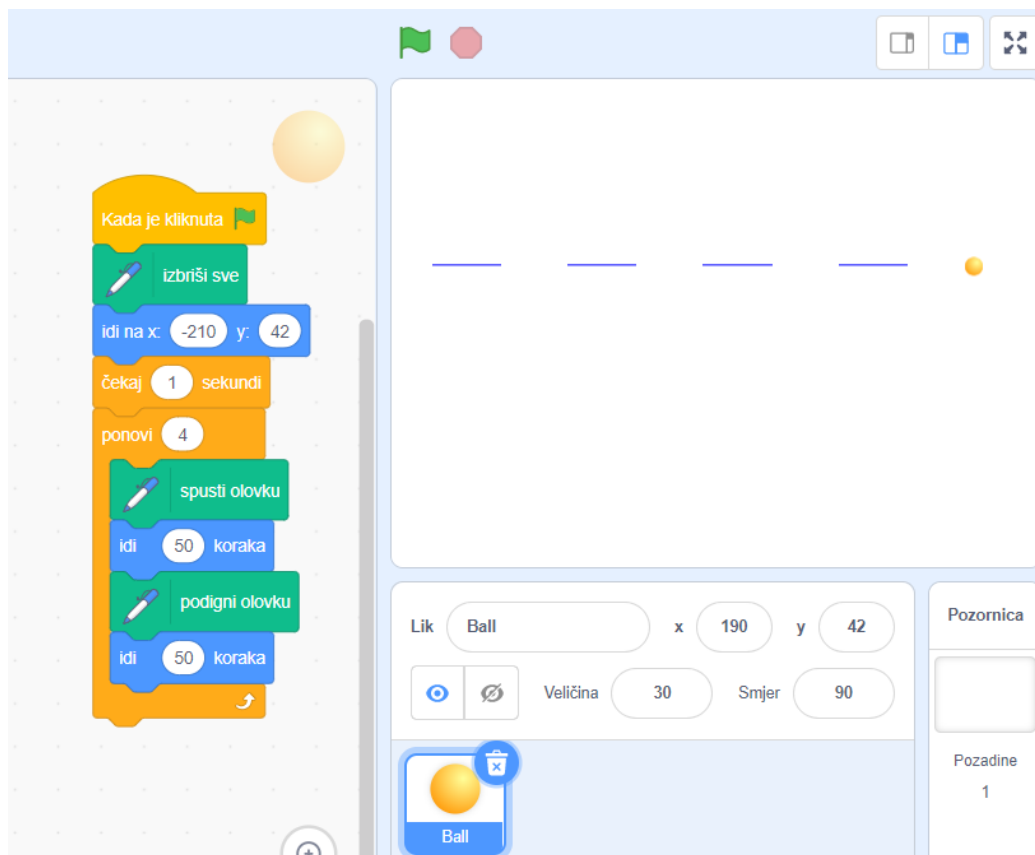 Kada je kliknuta
izbriši sve
idi na x: -210 y: 42
čekaj 1 sekundi
ponovi 4
spusti olovku
idi 50 koraka
podigni olovku
idi 50 koraka
Lik Ball x 190 y 42
Veličina 30 Smjer 90
Ball
Pozornica
Pozadine
1